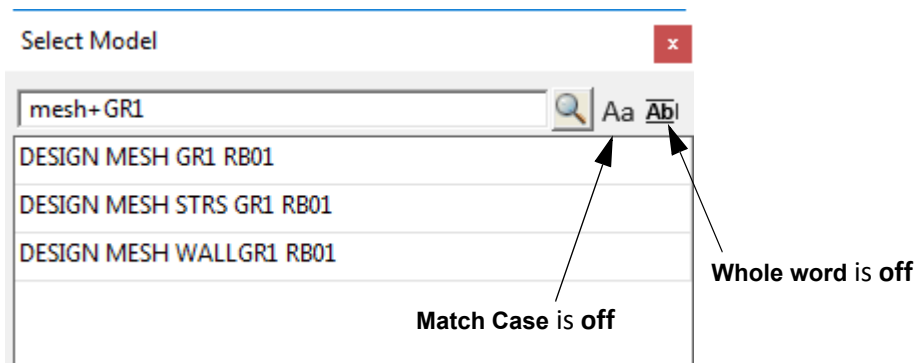 Select Model
x
mesh+GR1
Aa Abl
DESIGN MESH GR1 RB01
DESIGN MESH STRS GR1 RB01
DESIGN MESH WALLGR1 RB01
Whole word is off
Match Case is off